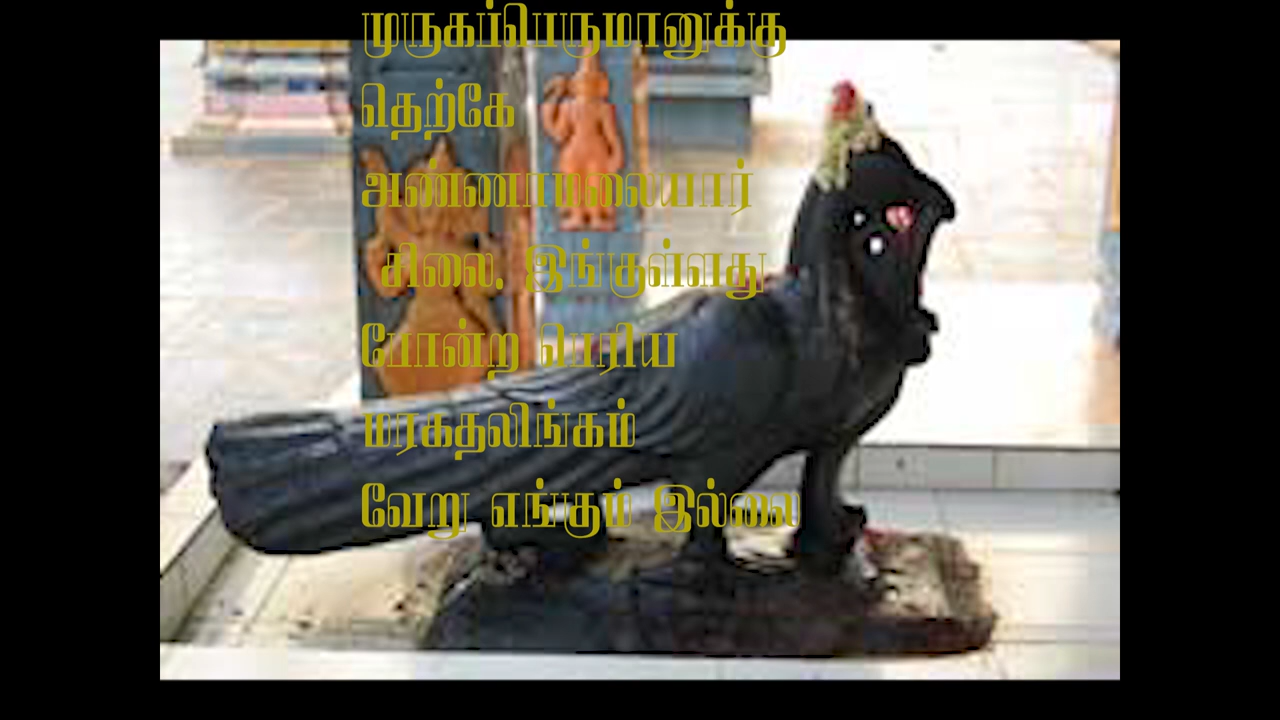 முருகப்பெருமானுக்கு
தெற்கே
அண்ணாமலையார்
சிலை. இங்குள்ளது
போன்ற பெரிய
மரகதலிங்கம்
வேறு எங்கும் இல்லை